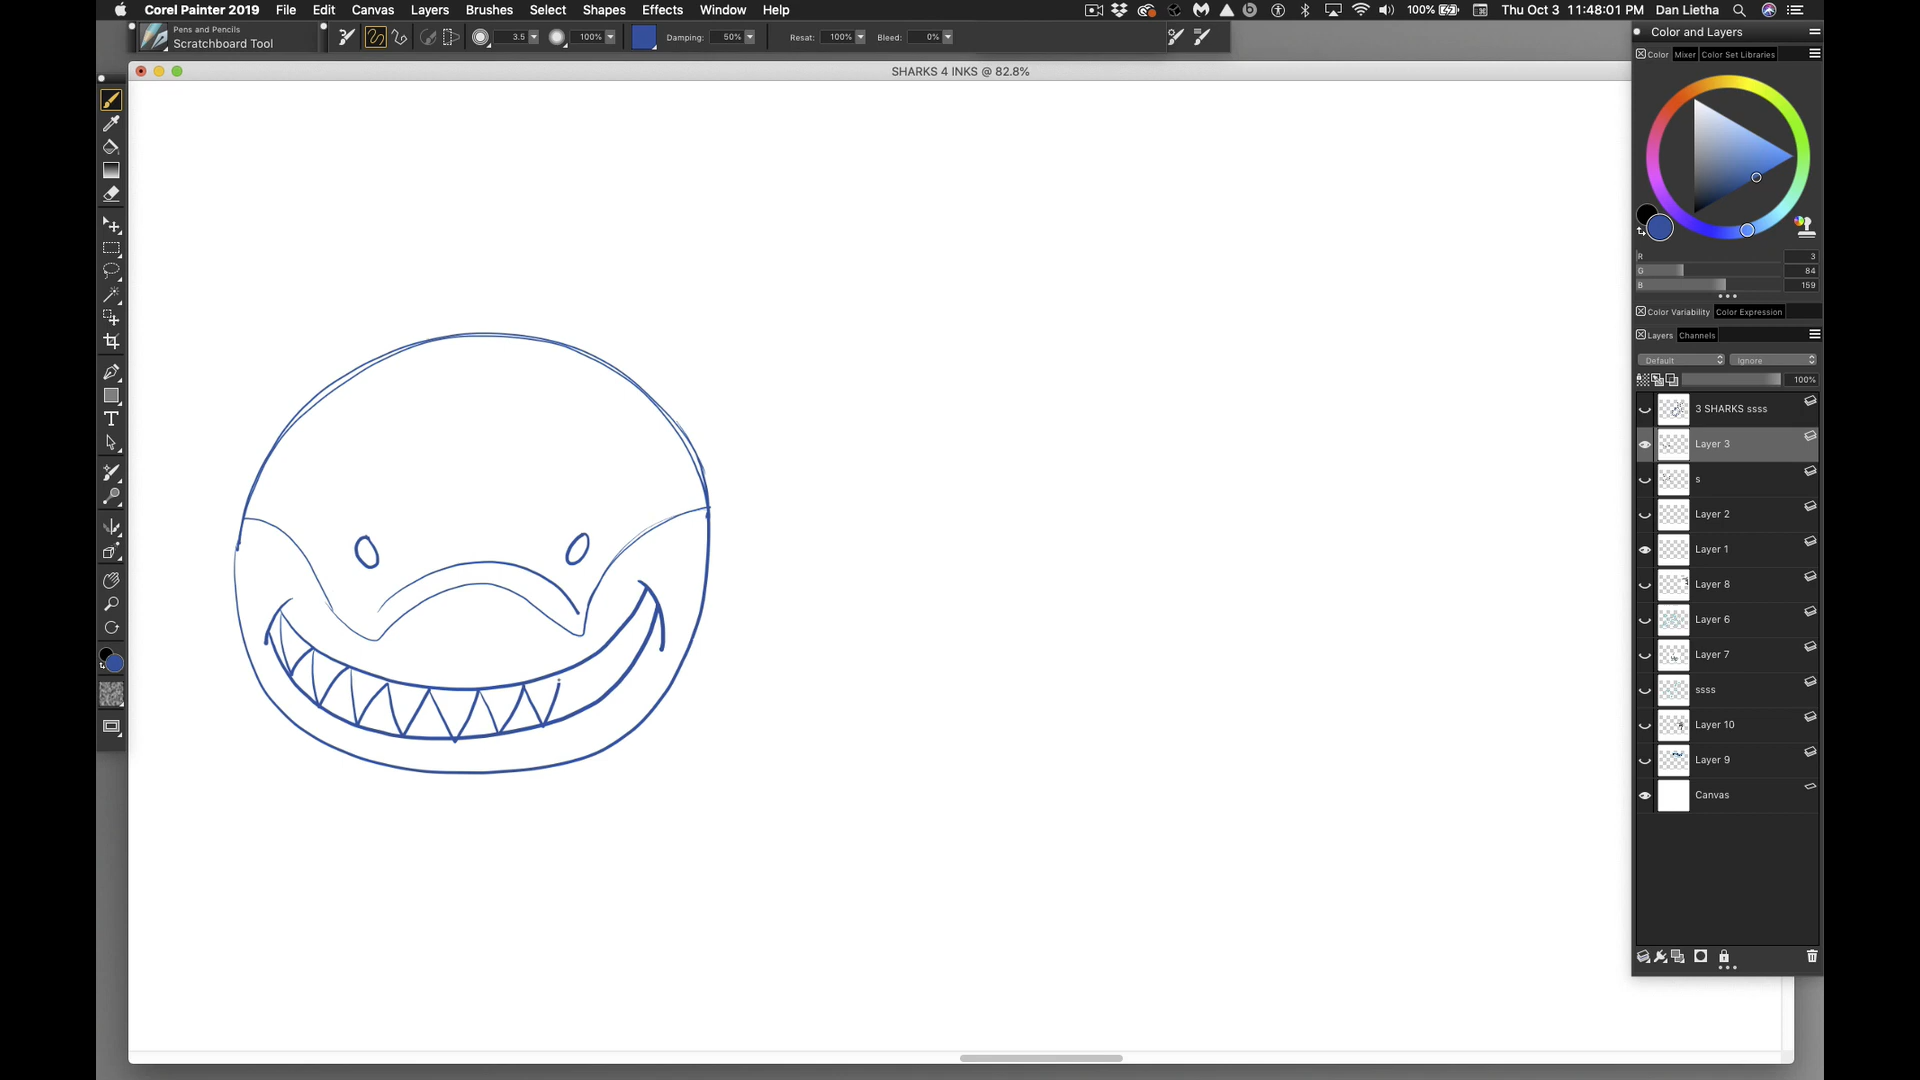 Corel Painter 2019 File Edit Canvas Layers Brushes Select Shapes Effects Window Help 100% Thu Oct 3 11:48:01 PM Dan Lietha
Pens and Pencils
Scratchboard Tool
3.5 100% Damping: 50% Resat: 100% Bleed: 0%
SHARKS 4 INKS @ 82.8%
Color and Layers
Color Mixer Color Set Libraries
R 3
G 84
B 159
Color Variability Color Expression
Layers Channels
Default Ignore
100%
3 SHARKS ssss
Layer 3
s
Layer 2
Layer 1
Layer 8
Layer 6
Layer 7
ssss
Layer 10
Layer 9
Canvas
T